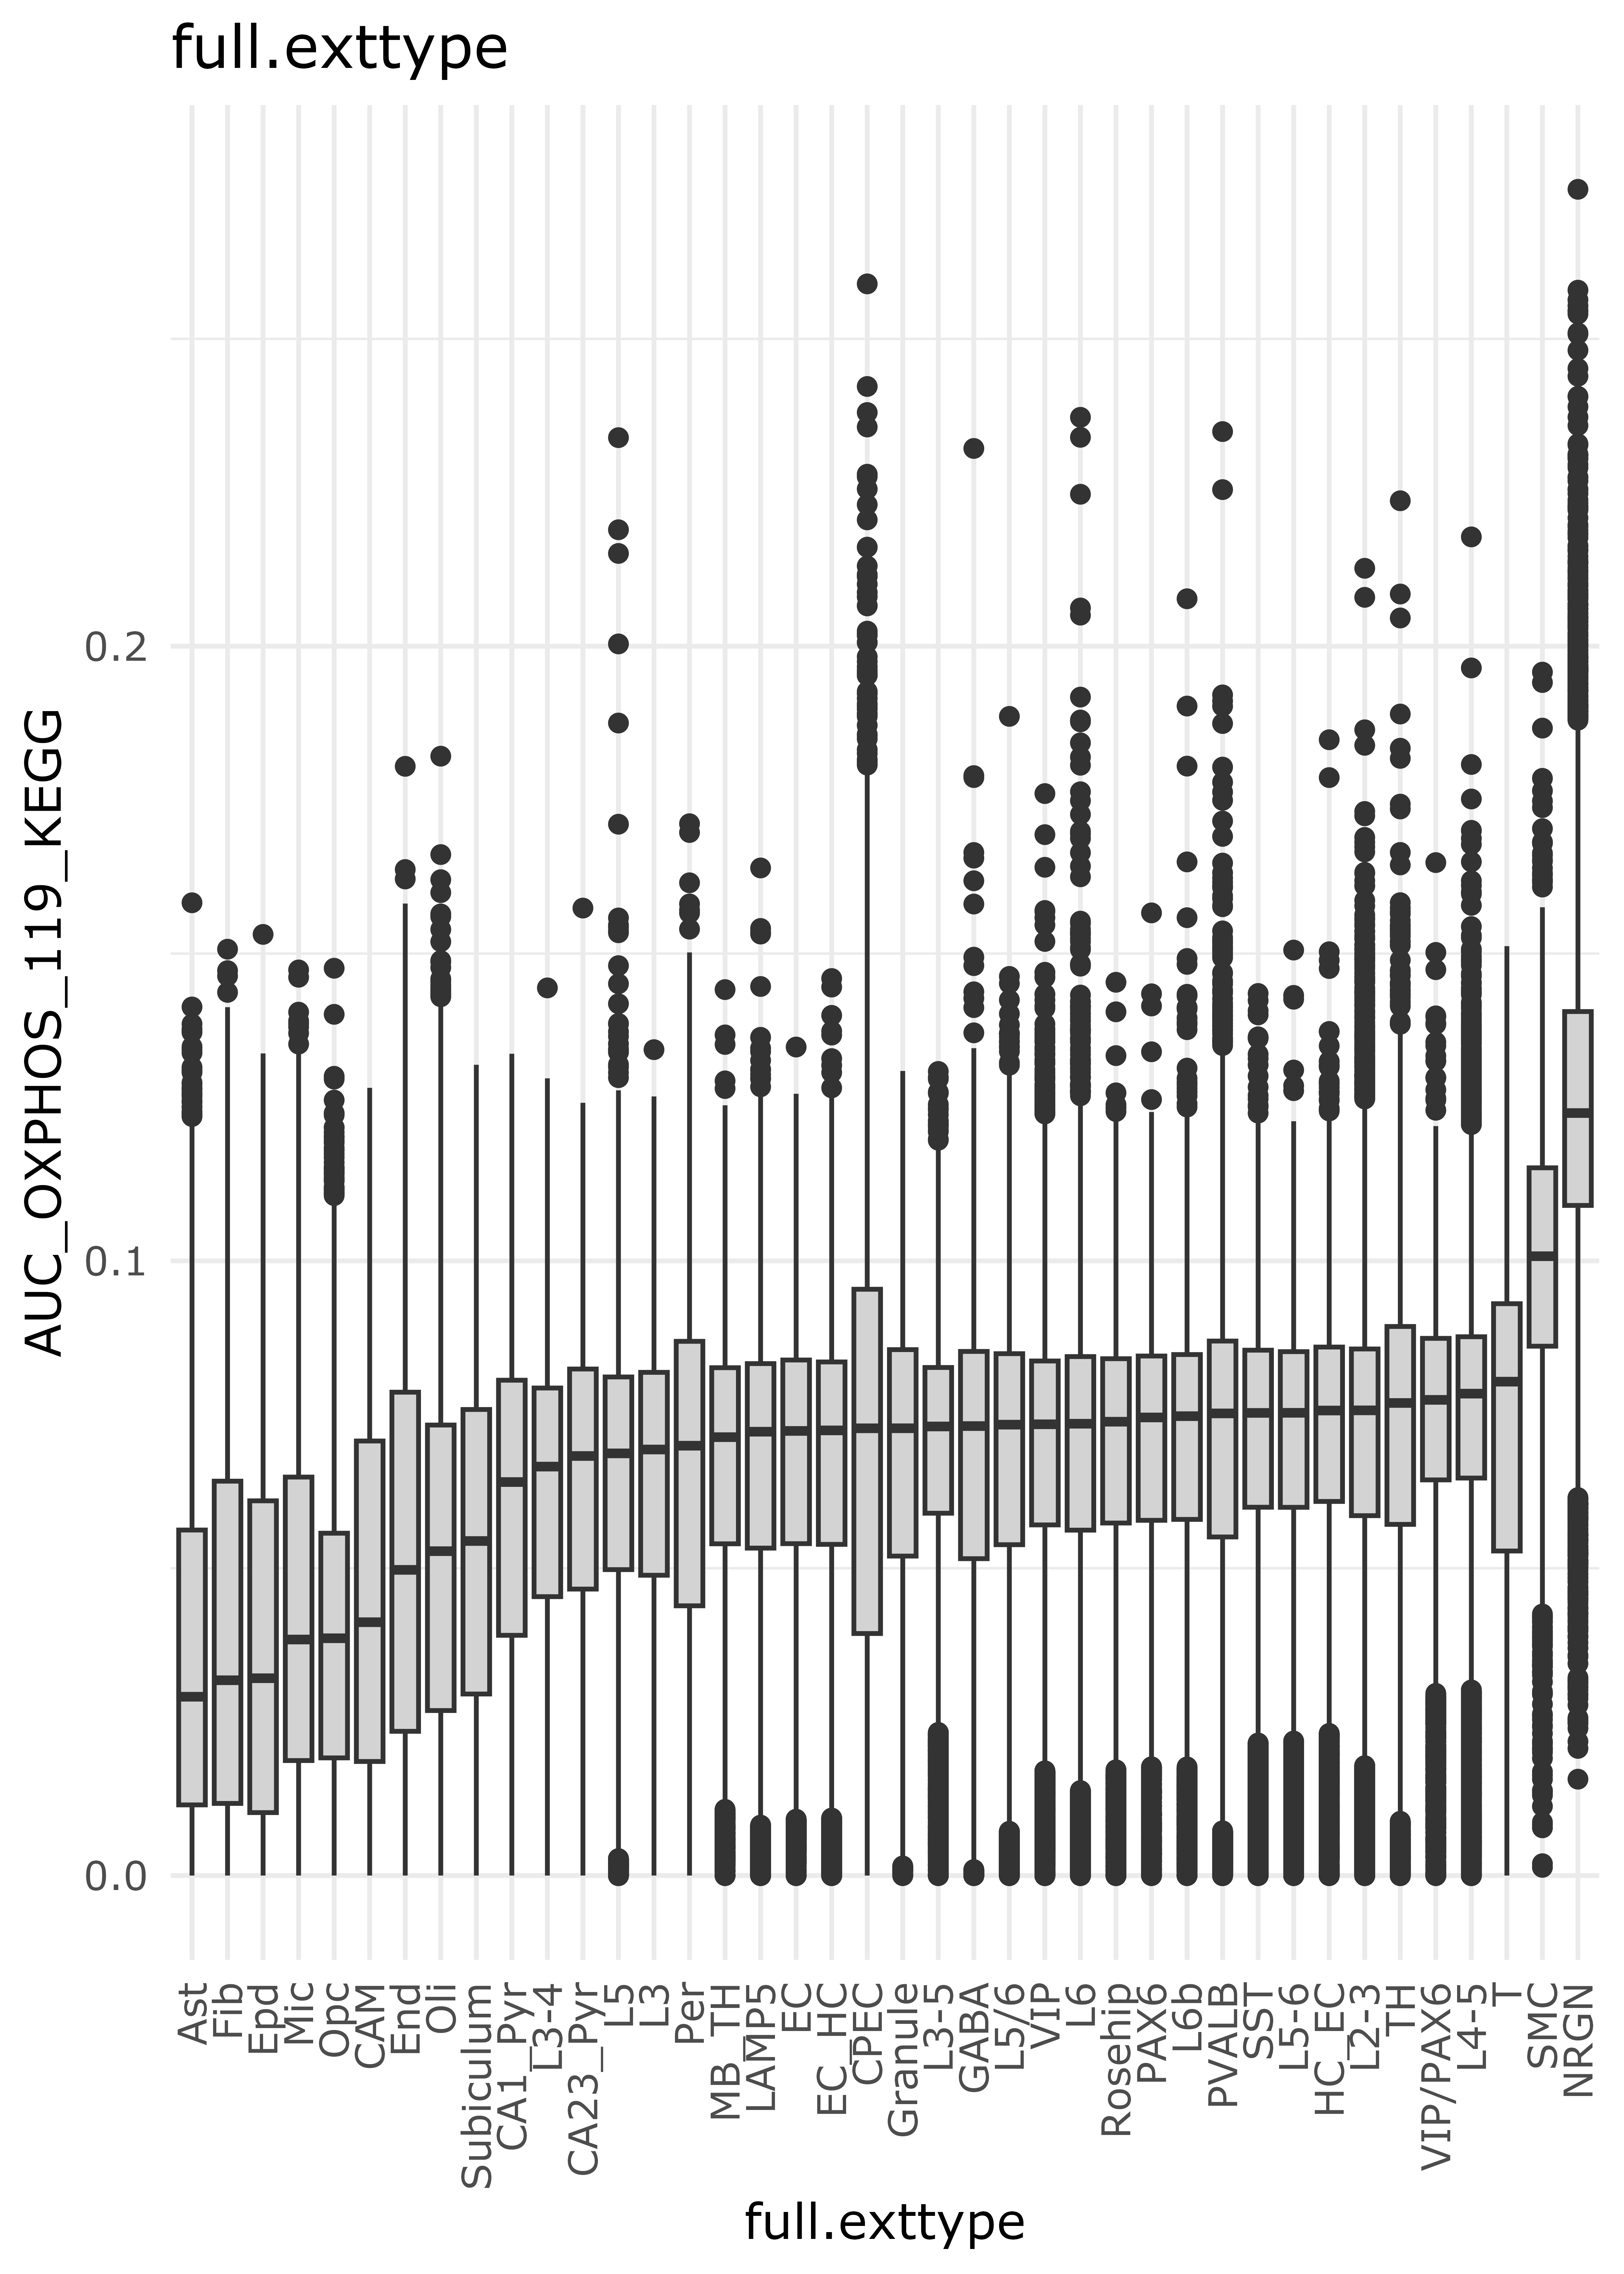 full.exttype
AUC_OXPHOS_119_KEGG
0.2
0.1
0.0
Ast
Fib
Epd
Mic
Opc
CAM
End
Oli
Subiculum
CA1_Pyr
L3-4
CA23_Pyr
L5
L3
Per
MB_TH
LAMP5
EC
EC_HC
CPEC
Granule
L3-5
GABA
L5/6
VIP
L6
Rosehip
PAX6
L6b
PVALB
SST
L5-6
HC_EC
L2-3
TH
VIP/PAX6
L4-5
T
SMC
NRGN
full.exttype